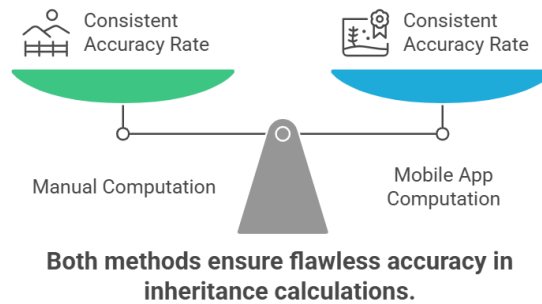 Consistent
Accuracy Rate
Consistent
Accuracy Rate
Manual Computation
Mobile App
Computation
Both methods ensure flawless accuracy in
inheritance calculations.